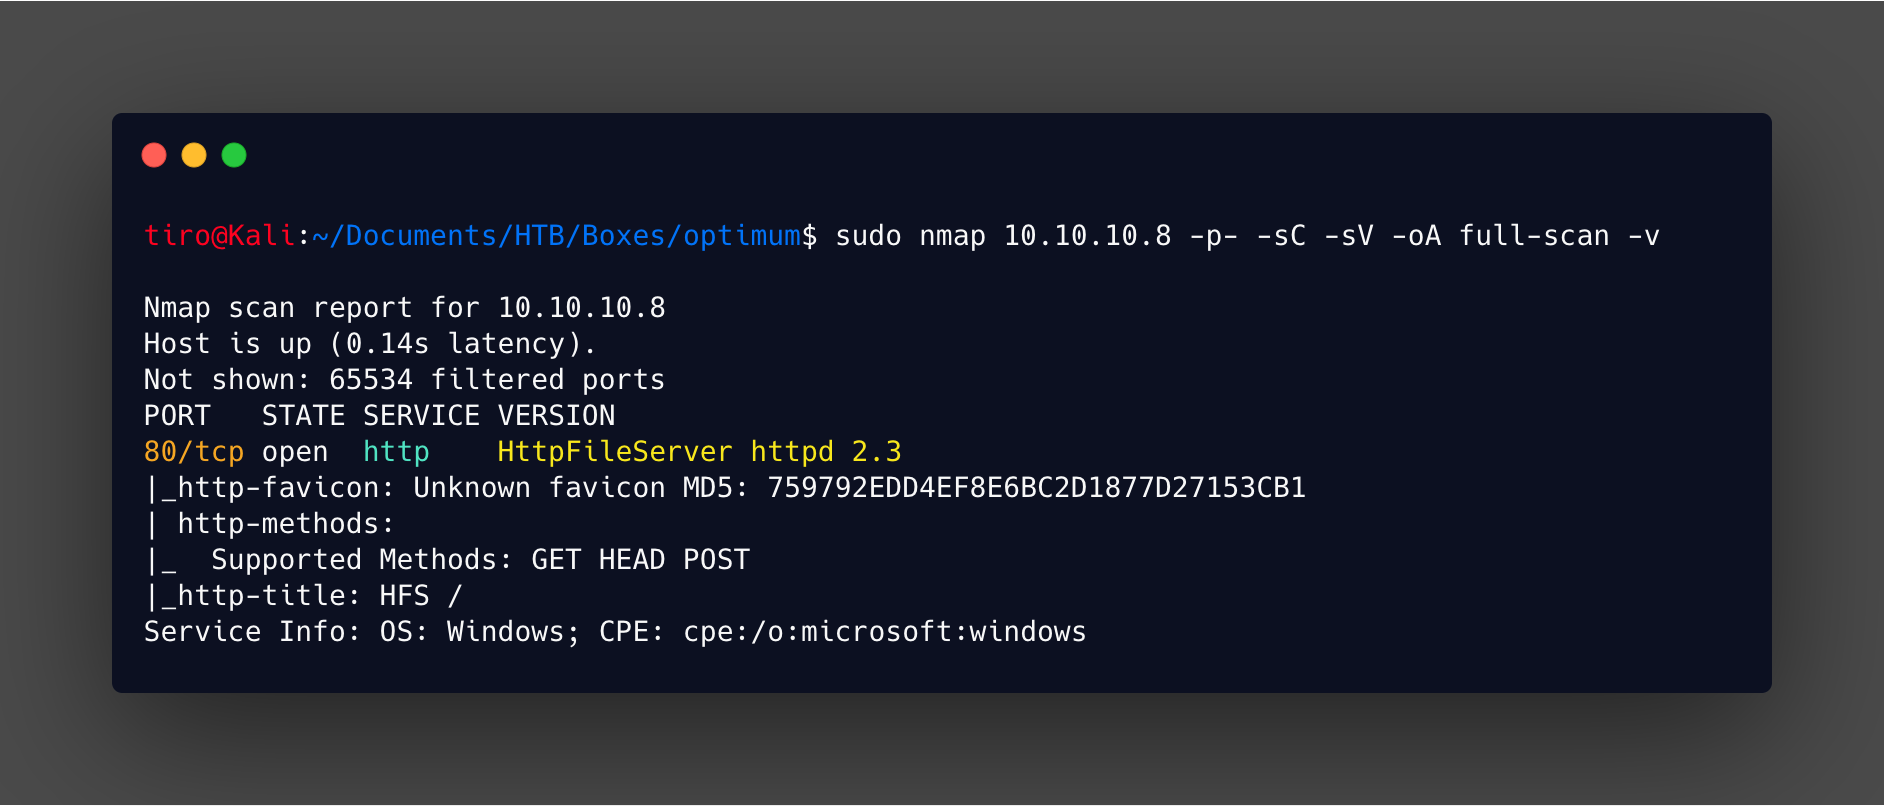 tiro@Kali:~/Documents/HTB/Boxes/optimum$ sudo nmap 10.10.10.8 -p- -sC -sV -oA full-scan -v
Nmap scan report for 10.10.10.8
Host is up (0.14s latency).
Not shown: 65534 filtered ports
PORT   STATE SERVICE VERSION
80/tcp open  http    HttpFileServer httpd 2.3
|_http-favicon: Unknown favicon MD5: 759792EDD4EF8E6BC2D1877D27153CB1
| http-methods:
|_  Supported Methods: GET HEAD POST
|_http-title: HFS /
Service Info: OS: Windows; CPE: cpe:/o:microsoft:windows